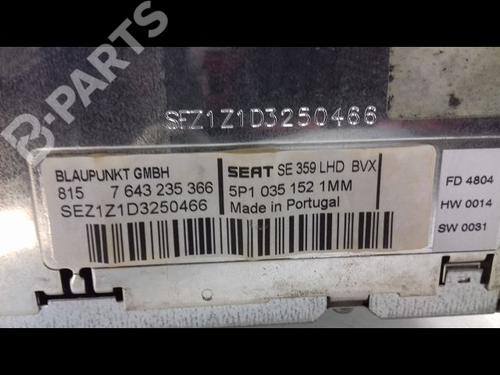 B-PARTS
SEZ1Z1D3250466
BLAUPUNKT GMBH
815 7 643 235 366
SEZ1Z1D3250466
SEAT SE 359 LHD BVX
5P1 035 152 1MM
Made in Portugal
FD 4804
HW 0014
SW 0031